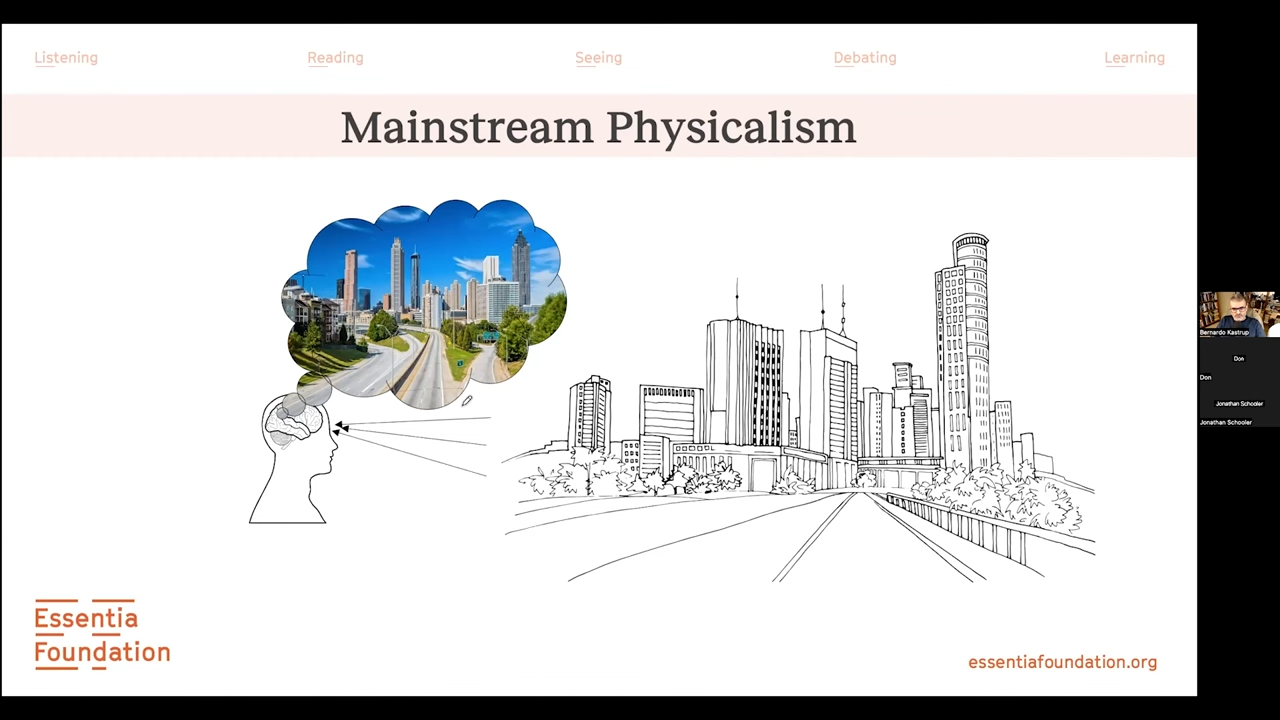 Listening
Reading
Seeing
Debating
Learning
Mainstream Physicalism
Bernardo Kastrup
Don
Don
Jonathan Schooler
Jonathan Schooler
Essentia
Foundation
essentiafoundation.org